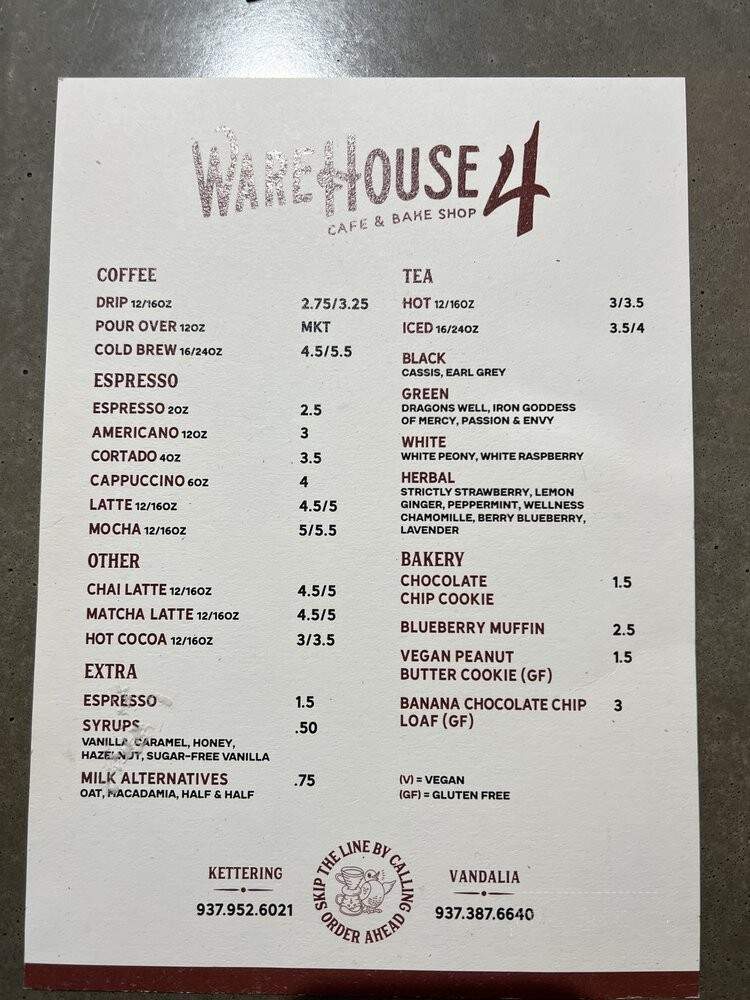 WAREHOUSE 4
CAFE & BAKE SHOP
COFFEE
DRIP 12/16OZ 2.75/3.25
POUR OVER 12OZ MKT
COLD BREW 16/24OZ 4.5/5.5
ESPRESSO
ESPRESSO 2OZ 2.5
AMERICANO 12OZ 3
CORTADO 4OZ 3.5
CAPPUCCINO 6OZ 4
LATTE 12/16OZ 4.5/5
MOCHA 12/16OZ 5/5.5
OTHER
CHAI LATTE 12/16OZ 4.5/5
MATCHA LATTE 12/16OZ 4.5/5
HOT COCOA 12/16OZ 3/3.5
EXTRA
ESPRESSO 1.5
SYRUPS .50
VANILLA, CARAMEL, HONEY,
HAZELNUT, SUGAR-FREE VANILLA
MILK ALTERNATIVES .75
OAT, MACADAMIA, HALF & HALF
TEA
HOT 12/16OZ 3/3.5
ICED 16/24OZ 3.5/4
BLACK
CASSIS, EARL GREY
GREEN
DRAGONS WELL, IRON GODDESS
OF MERCY, PASSION & ENVY
WHITE
WHITE PEONY, WHITE RASPBERRY
HERBAL
STRICTLY STRAWBERRY, LEMON
GINGER, PEPPERMINT, WELLNESS
CHAMOMILLE, BERRY BLUEBERRY,
LAVENDER
BAKERY
CHOCOLATE 1.5
CHIP COOKIE
BLUEBERRY MUFFIN 2.5
VEGAN PEANUT 1.5
BUTTER COOKIE (GF)
BANANA CHOCOLATE CHIP 3
LOAF (GF)
(V) = VEGAN
(GF) = GLUTEN FREE
KETTERING
937.952.6021
SKIP THE LINE BY CALLING
ORDER AHEAD
VANDALIA
937.387.6640